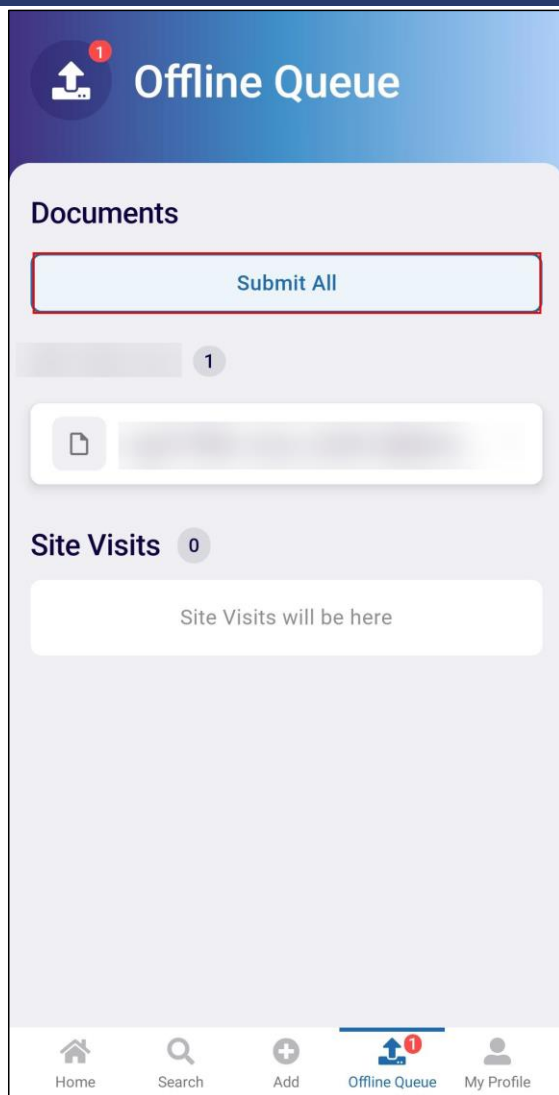 1
Offline Queue
Documents
Submit All
1
Site Visits 0
Site Visits will be here
1
Home Search Add Offline Queue My Profile